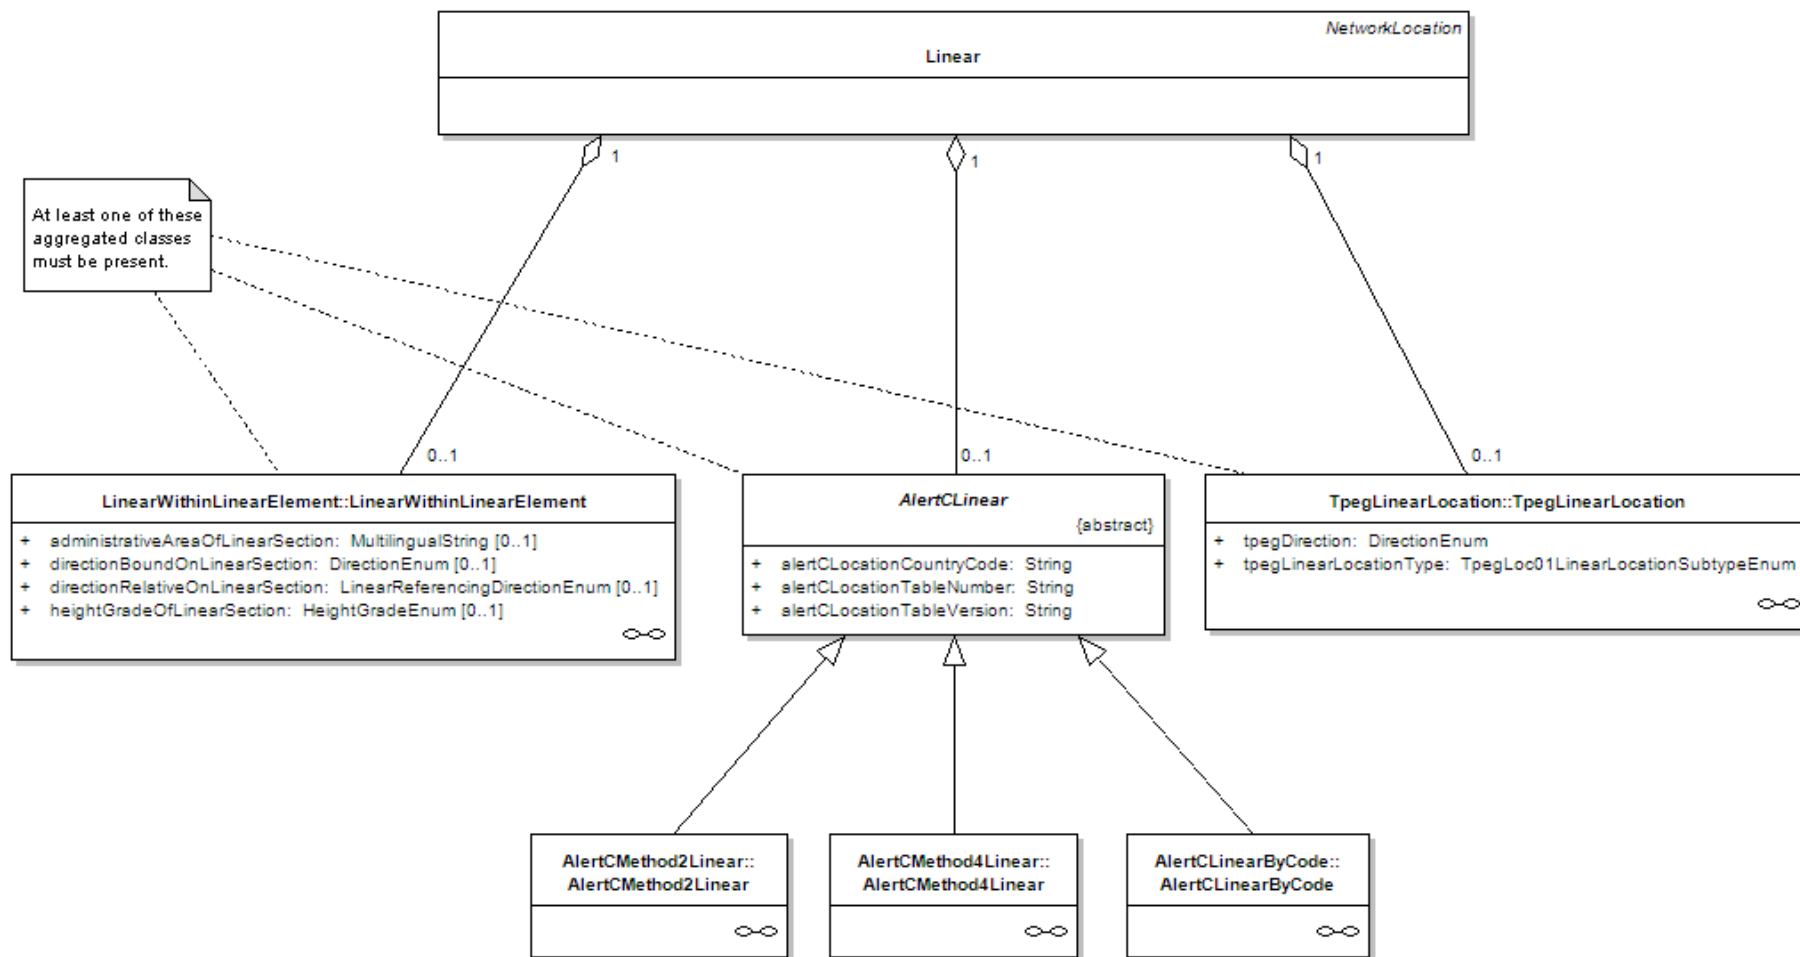 NetworkLocation
Linear
1
1
1
At least one of these
aggregated classes
must be present.
0..1
0..1
0..1
LinearWithinLinearElement::LinearWithinLinearElement
+ administrativeAreaOfLinearSection: MultilingualString [0..1]
+ directionBoundOnLinearSection: DirectionEnum [0..1]
+ directionRelativeOnLinearSection: LinearReferencingDirectionEnum [0..1]
+ heightGradeOfLinearSection: HeightGradeEnum [0..1]
AlertCLinear
{abstract}
+ alertCLocationCountryCode: String
+ alertCLocationTableNumber: String
+ alertCLocationTableVersion: String
TpegLinearLocation::TpegLinearLocation
+ tpegDirection: DirectionEnum
+ tpegLinearLocationType: TpegLoc01LinearLocationSubtypeEnum
AlertCMethod2Linear::
AlertCMethod2Linear
AlertCMethod4Linear::
AlertCMethod4Linear
AlertCLinearByCode::
AlertCLinearByCode